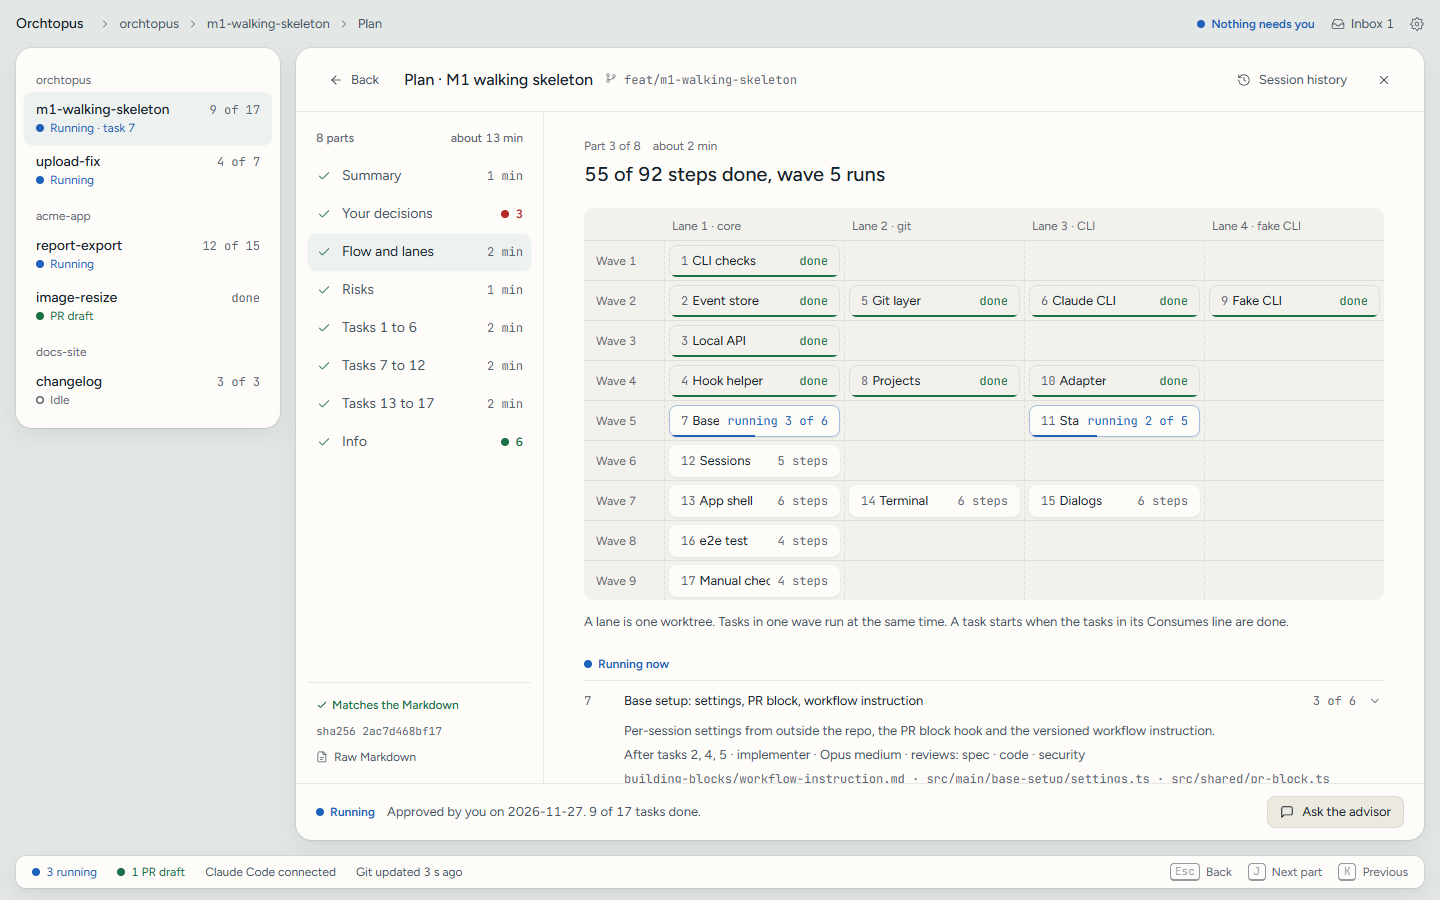 Orchtopus orchtopus m1-walking-skeleton Plan
Nothing needs you Inbox 1
orchtopus
m1-walking-skeleton 9 of 17
Running · task 7
upload-fix 4 of 7
Running
acme-app
report-export 12 of 15
Running
image-resize done
PR draft
docs-site
changelog 3 of 3
Idle
Back Plan · M1 walking skeleton feat/m1-walking-skeleton Session history
8 parts about 13 min
Summary 1 min
Your decisions 3
Flow and lanes 2 min
Risks 1 min
Tasks 1 to 6 2 min
Tasks 7 to 12 2 min
Tasks 13 to 17 2 min
Info 6
Matches the Markdown
sha256 2ac7d468bf17
Raw Markdown
Part 3 of 8 about 2 min
55 of 92 steps done, wave 5 runs
Lane 1 · core Lane 2 · git Lane 3 · CLI Lane 4 · fake CLI
Wave 1 1 CLI checks done
Wave 2 2 Event store done 5 Git layer done 6 Claude CLI done 9 Fake CLI done
Wave 3 3 Local API done
Wave 4 4 Hook helper done 8 Projects done 10 Adapter done
Wave 5 7 Base running 3 of 6 11 Sta running 2 of 5
Wave 6 12 Sessions 5 steps
Wave 7 13 App shell 6 steps 14 Terminal 6 steps 15 Dialogs 6 steps
Wave 8 16 e2e test 4 steps
Wave 9 17 Manual chec 4 steps
A lane is one worktree. Tasks in one wave run at the same time. A task starts when the tasks in its Consumes line are done.
Running now
7 Base setup: settings, PR block, workflow instruction 3 of 6
Per-session settings from outside the repo, the PR block hook and the versioned workflow instruction.
After tasks 2, 4, 5 · implementer · Opus medium · reviews: spec · code · security
building-blocks/workflow-instruction.md · src/main/base-setup/settings.ts · src/shared/pr-block.ts
Running Approved by you on 2026-11-27. 9 of 17 tasks done. Ask the advisor
3 running 1 PR draft Claude Code connected Git updated 3 s ago Esc Back J Next part K Previous